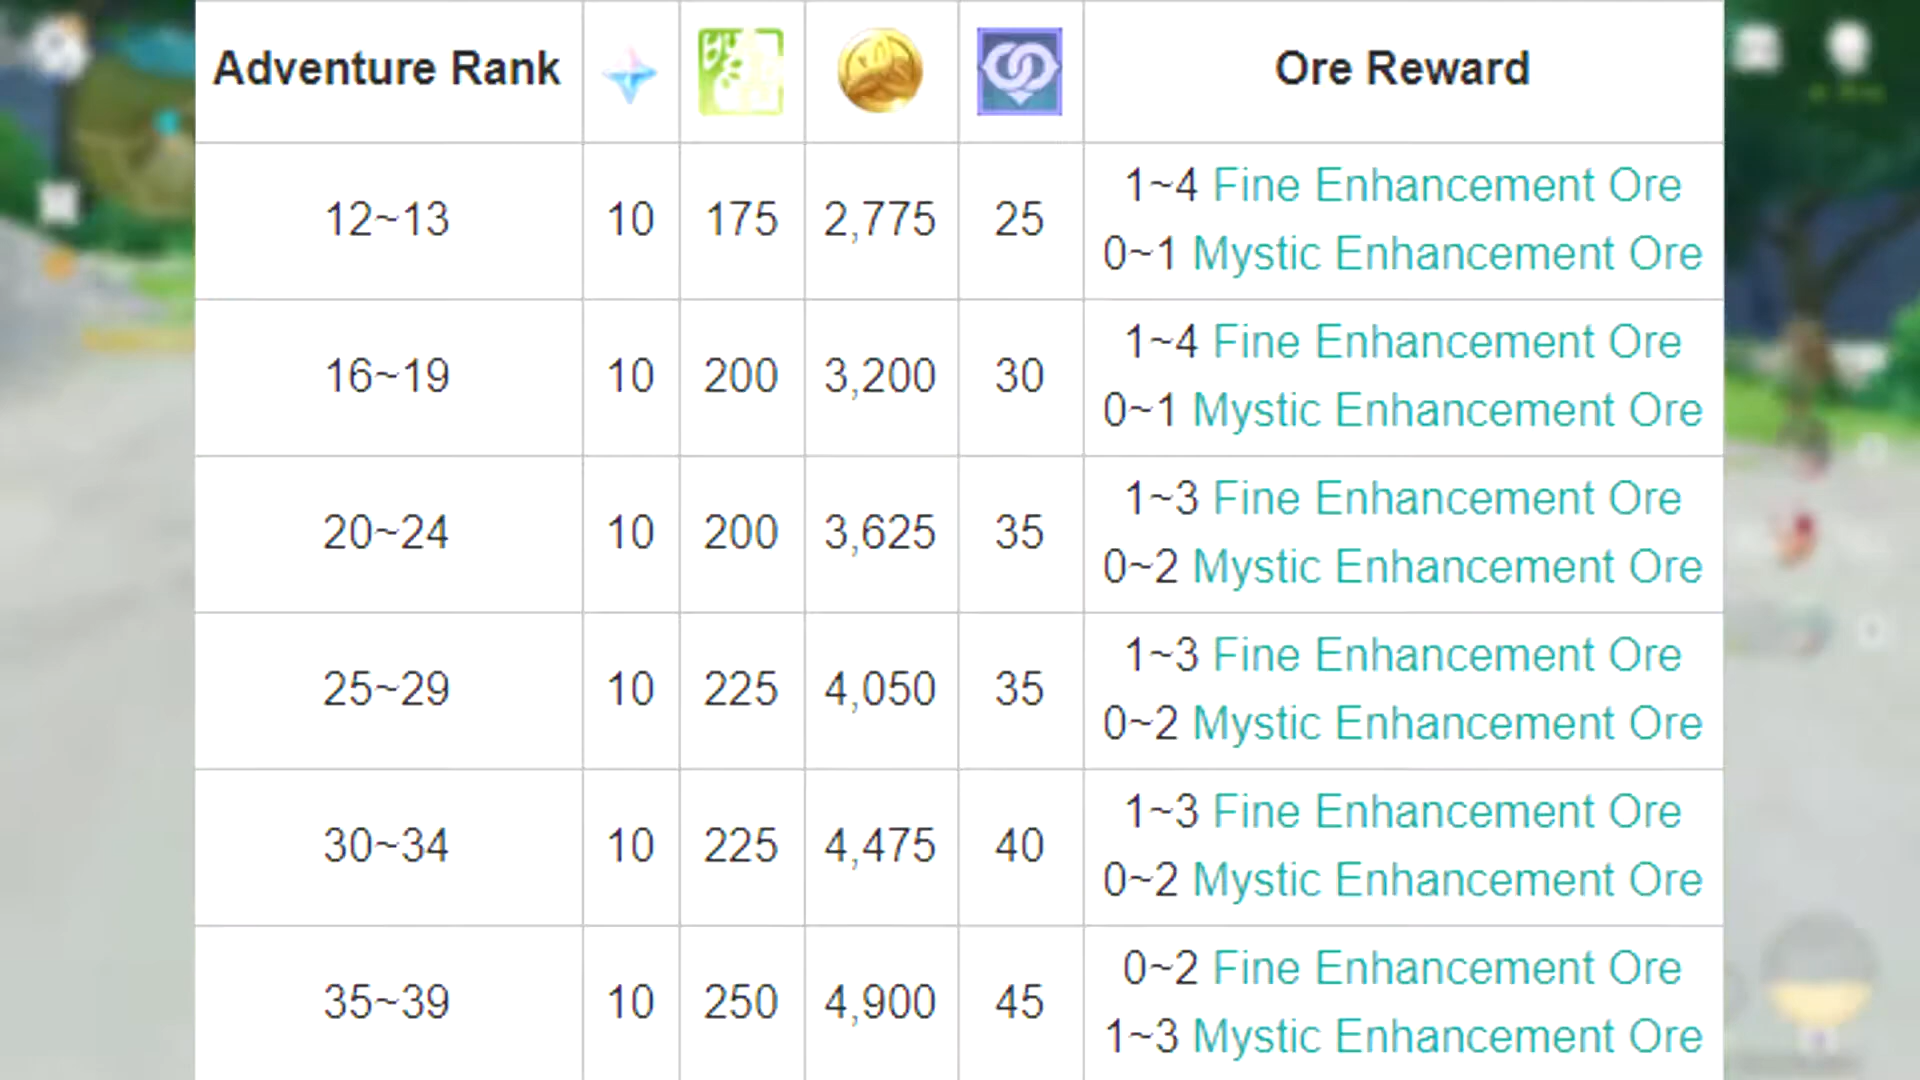 Adventure Rank Ore Reward
12~13 10 175 2,775 25 1~4 Fine Enhancement Ore
0~1 Mystic Enhancement Ore
16~19 10 200 3,200 30 1~4 Fine Enhancement Ore
0~1 Mystic Enhancement Ore
20~24 10 200 3,625 35 1~3 Fine Enhancement Ore
0~2 Mystic Enhancement Ore
25~29 10 225 4,050 35 1~3 Fine Enhancement Ore
0~2 Mystic Enhancement Ore
30~34 10 225 4,475 40 1~3 Fine Enhancement Ore
0~2 Mystic Enhancement Ore
35~39 10 250 4,900 45 0~2 Fine Enhancement Ore
1~3 Mystic Enhancement Ore